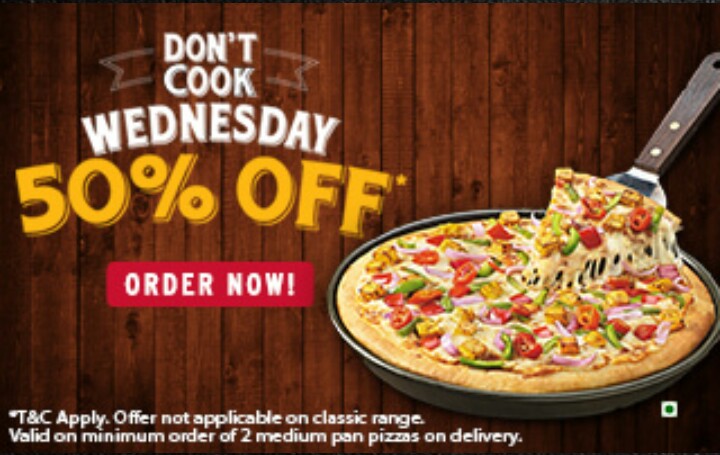 DON'T
COOK
WEDNESDAY
50% OFF*
ORDER NOW!
*T&C Apply. Offer not applicable on classic range.
Valid on minimum order of 2 medium pan pizzas on delivery.